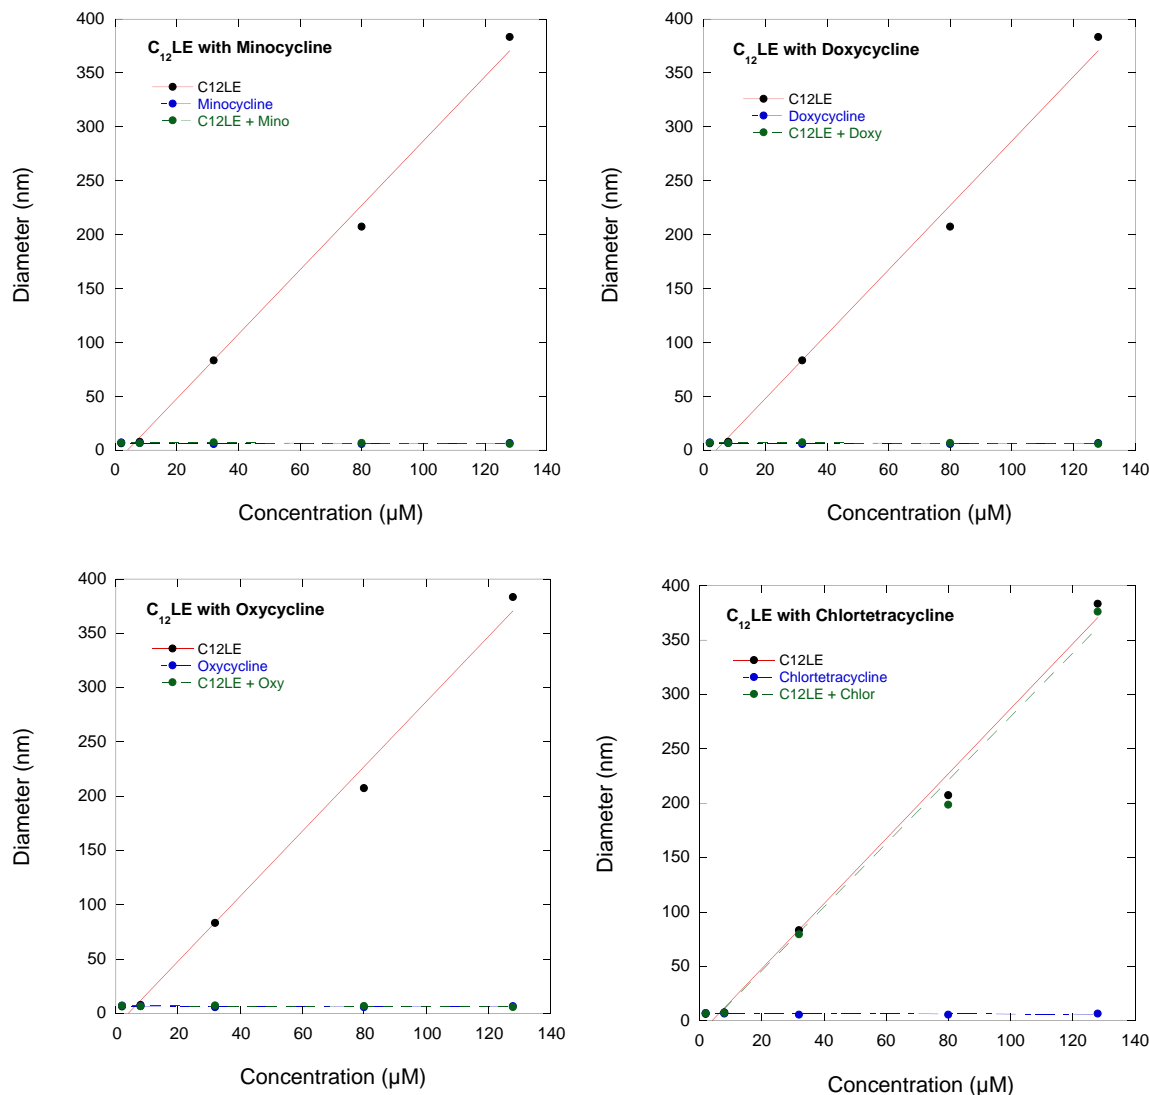 C12LE with Minocycline
C12LE
Minocycline
C12LE + Mino
400
350
300
250
200
150
100
50
0
0 20 40 60 80 100 120 140
Diameter (nm)
Concentration (µM)
C12LE with Doxycycline
C12LE
Doxycycline
C12LE + Doxy
400
350
300
250
200
150
100
50
0
0 20 40 60 80 100 120 140
Diameter (nm)
Concentration (µM)
C12LE with Oxycycline
C12LE
Oxycycline
C12LE + Oxy
400
350
300
250
200
150
100
50
0
0 20 40 60 80 100 120 140
Diameter (nm)
Concentration (µM)
C12LE with Chlortetracycline
C12LE
Chlortetracycline
C12LE + Chlor
400
350
300
250
200
150
100
50
0
0 20 40 60 80 100 120 140
Diameter (nm)
Concentration (µM)